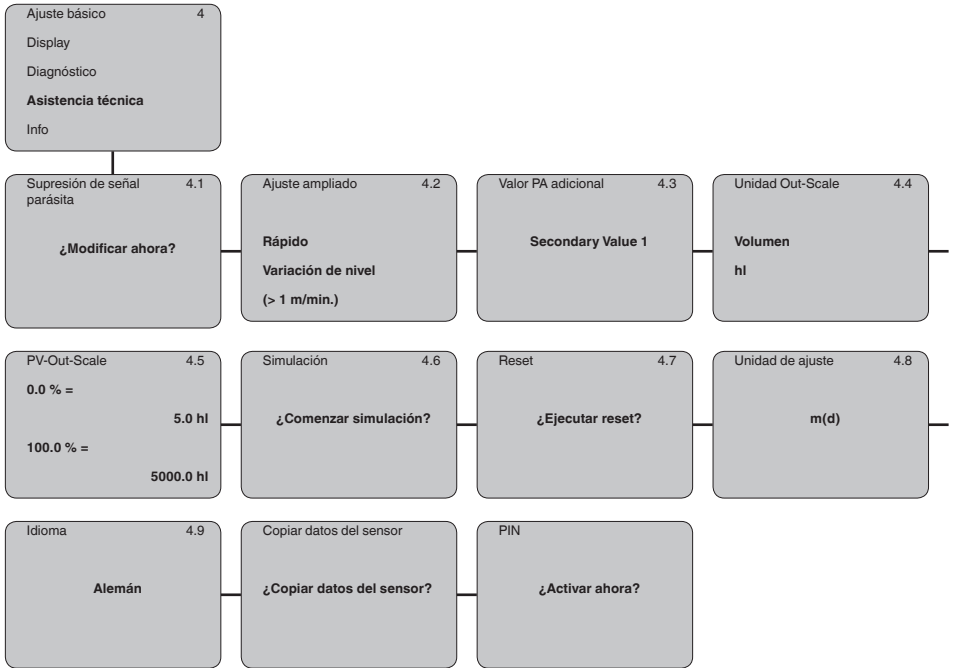 Ajuste básico 4
Display
Diagnóstico
Asistencia técnica
Info
Supresión de señal 4.1
parásita
¿Modificar ahora?
Ajuste ampliado 4.2
Rápido
Variación de nivel
(> 1 m/min.)
Valor PA adicional 4.3
Secondary Value 1
Unidad Out-Scale 4.4
Volumen
hl
PV-Out-Scale 4.5
0.0 % =
5.0 hl
100.0 % =
5000.0 hl
Simulación 4.6
¿Comenzar simulación?
Reset 4.7
¿Ejecutar reset?
Unidad de ajuste 4.8
m(d)
Idioma 4.9
Alemán
Copiar datos del sensor
¿Copiar datos del sensor?
PIN
¿Activar ahora?